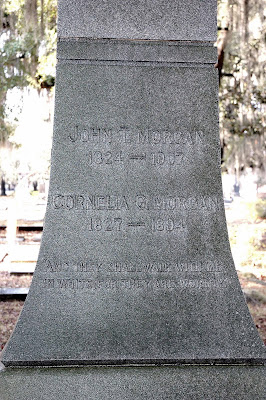 JOHN T. MORGAN
1824 — 1907
CORNELIA G. MORGAN
1827 — 1894
"AND THEY SHALL WALK WITH ME
IN WHITE, FOR THEY ARE WORTHY."